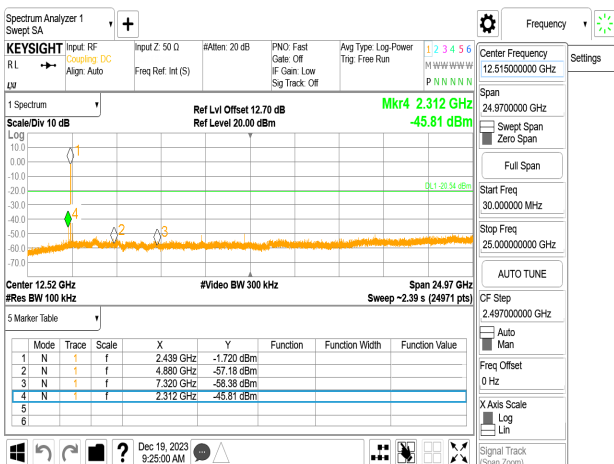 Spectrum Analyzer 1
Swept SA
Frequency
KEYSIGHT
Input: RF
Input Z: 50 Ω
#Atten: 20 dB
PNO: Fast
Avg Type: Log-Power
1 2 3 4 5 6
RL
Coupling: DC
Gate: Off
Trig: Free Run
M W W W W W
Align: Auto
Freq Ref: Int (S)
IF Gain: Low
Sig Track: Off
P N N N N N
LXI
1 Spectrum
Ref Lvl Offset 12.70 dB
Mkr4 2.312 GHz
Scale/Div 10 dB
Ref Level 20.00 dBm
-45.81 dBm
Log
10.0
0.00
-10.0
-20.0
-30.0
-40.0
-50.0
-60.0
-70.0
1
4
2
3
DL1 -20.54 dBm
Center 12.52 GHz
#Video BW 300 kHz
Span 24.97 GHz
#Res BW 100 kHz
Sweep ~2.39 s (24971 pts)
5 Marker Table
Mode Trace Scale X Y Function Function Width Function Value
1 N 1 f 2.439 GHz -1.720 dBm
2 N 1 f 4.880 GHz -57.18 dBm
3 N 1 f 7.320 GHz -58.38 dBm
4 N 1 f 2.312 GHz -45.81 dBm
5
6
?
Dec 19, 2023
9:25:00 AM
Settings
Center Frequency
12.515000000 GHz
Span
24.9700000 GHz
Swept Span
Zero Span
Full Span
Start Freq
30.000000 MHz
Stop Freq
25.000000000 GHz
AUTO TUNE
CF Step
2.497000000 GHz
Auto
Man
Freq Offset
0 Hz
X Axis Scale
Log
Lin
Signal Track
(Span Zoom)